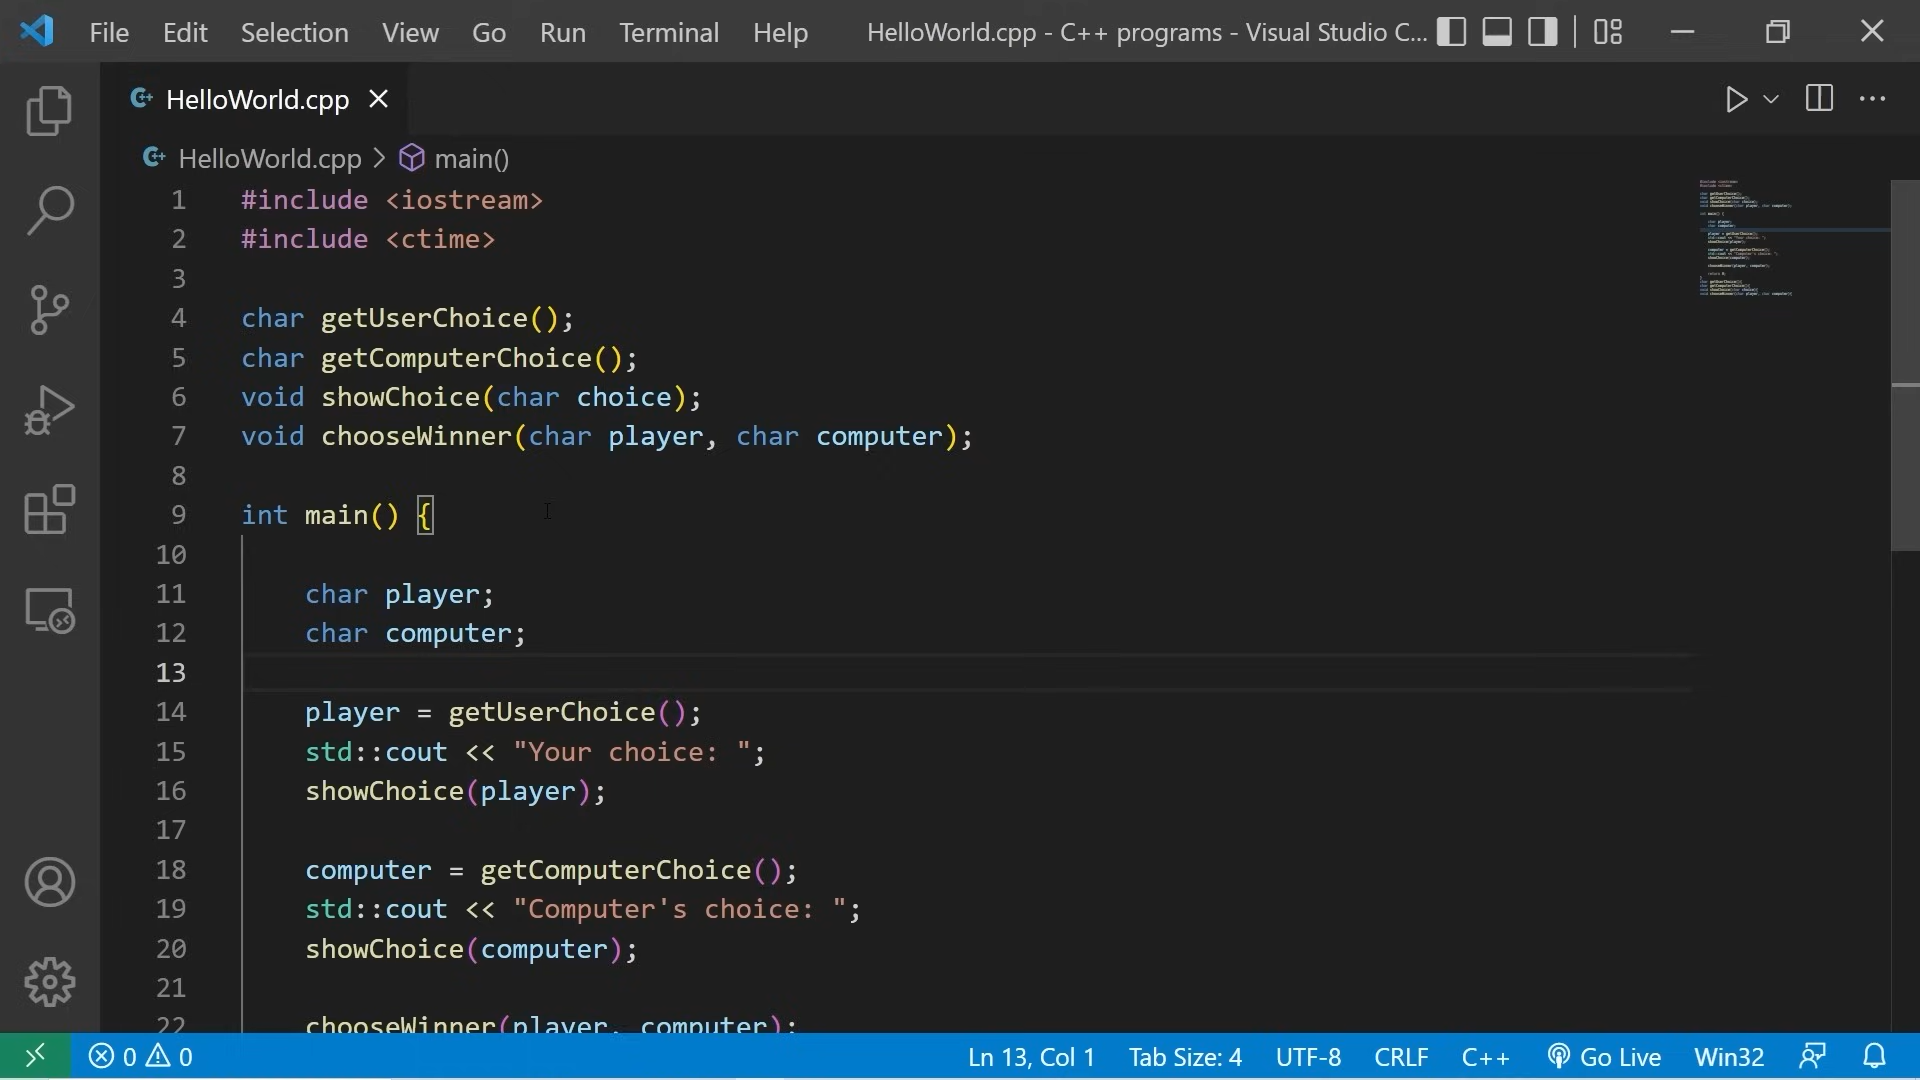 File Edit Selection View Go Run Terminal Help HelloWorld.cpp - C++ programs - Visual Studio C...
HelloWorld.cpp
HelloWorld.cpp > main()
1 #include <iostream>
2 #include <ctime>
3
4 char getUserChoice();
5 char getComputerChoice();
6 void showChoice(char choice);
7 void chooseWinner(char player, char computer);
8
9 int main() {
10
11 char player;
12 char computer;
13
14 player = getUserChoice();
15 std::cout << "Your choice: ";
16 showChoice(player);
17
18 computer = getComputerChoice();
19 std::cout << "Computer's choice: ";
20 showChoice(computer);
21
22 chooseWinner(player, computer);
0 0 Ln 13, Col 1 Tab Size: 4 UTF-8 CRLF C++ Go Live Win32